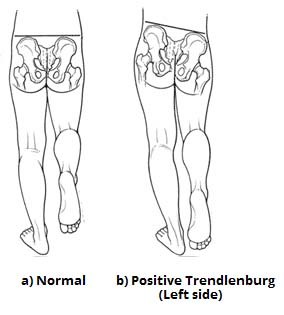 a) Normal
b) Positive Trendlenburg
(Left side)